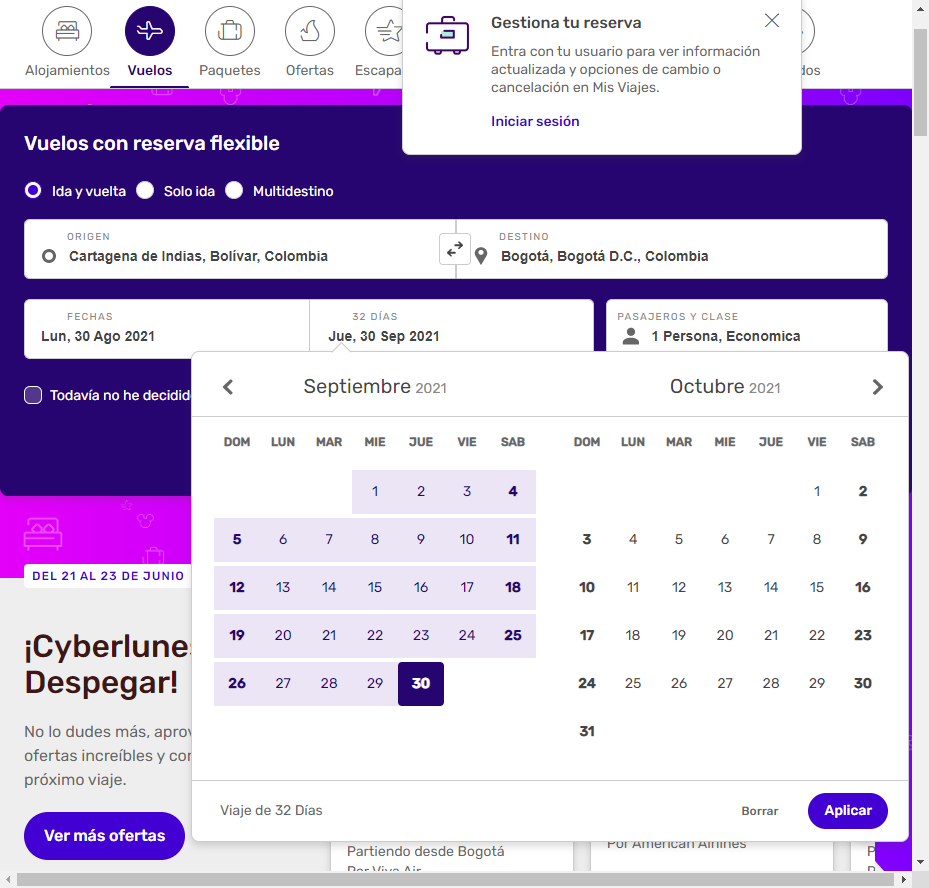 Alojamientos
Vuelos
Paquetes
Ofertas
Escapa
dos
Gestiona tu reserva
Entra con tu usuario para ver información
actualizada y opciones de cambio o
cancelación en Mis Viajes.
Iniciar sesión
Vuelos con reserva flexible
Ida y vuelta Solo ida Multidestino
ORIGEN
Cartagena de Indias, Bolívar, Colombia
DESTINO
Bogotá, Bogotá D.C., Colombia
FECHAS
Lun, 30 Ago 2021
32 DÍAS
Jue, 30 Sep 2021
PASAJEROS Y CLASE
1 Persona, Economica
Todavía no he decidido
Septiembre 2021
DOM LUN MAR MIE JUE VIE SAB
1 2 3 4
5 6 7 8 9 10 11
12 13 14 15 16 17 18
19 20 21 22 23 24 25
26 27 28 29 30
Octubre 2021
DOM LUN MAR MIE JUE VIE SAB
1 2
3 4 5 6 7 8 9
10 11 12 13 14 15 16
17 18 19 20 21 22 23
24 25 26 27 28 29 30
31
Viaje de 32 Días
Borrar
Aplicar
DEL 21 AL 23 DE JUNIO
¡Cyberlunes
Despegar!
No lo dudes más, aprov
ofertas increíbles y con
próximo viaje.
Ver más ofertas
Partiendo desde Bogotá
Por Viva Air
Por American Airlines